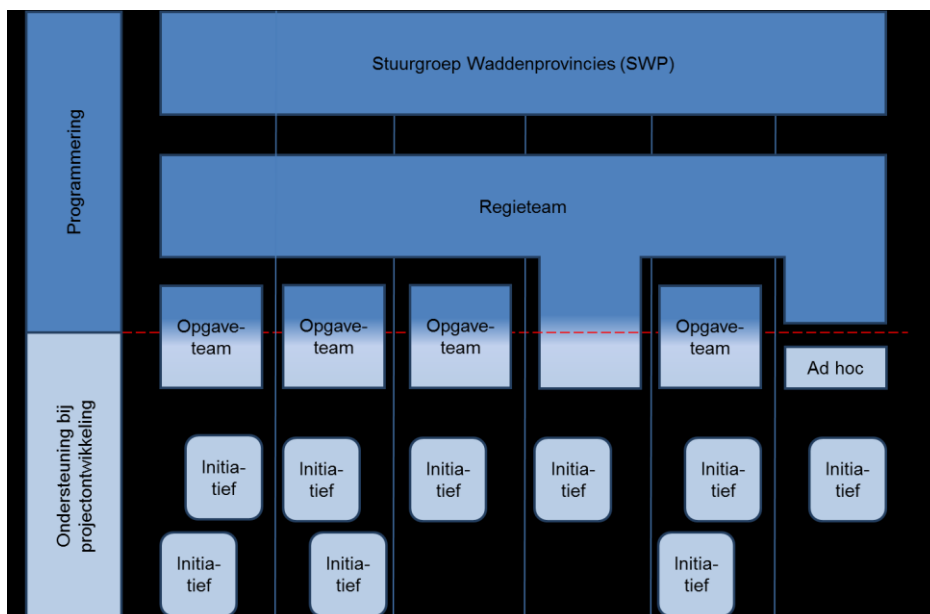 Programmering
Stuurgroep Waddenprovincies (SWP)
Regieteam
Opgave-
team
Opgave-
team
Opgave-
team
Opgave-
team
Ad hoc
Ondersteuning bij
projectontwikkeling
Initia-
tief
Initia-
tief
Initia-
tief
Initia-
tief
Initia-
tief
Initia-
tief
Initia-
tief
Initia-
tief
Initia-
tief